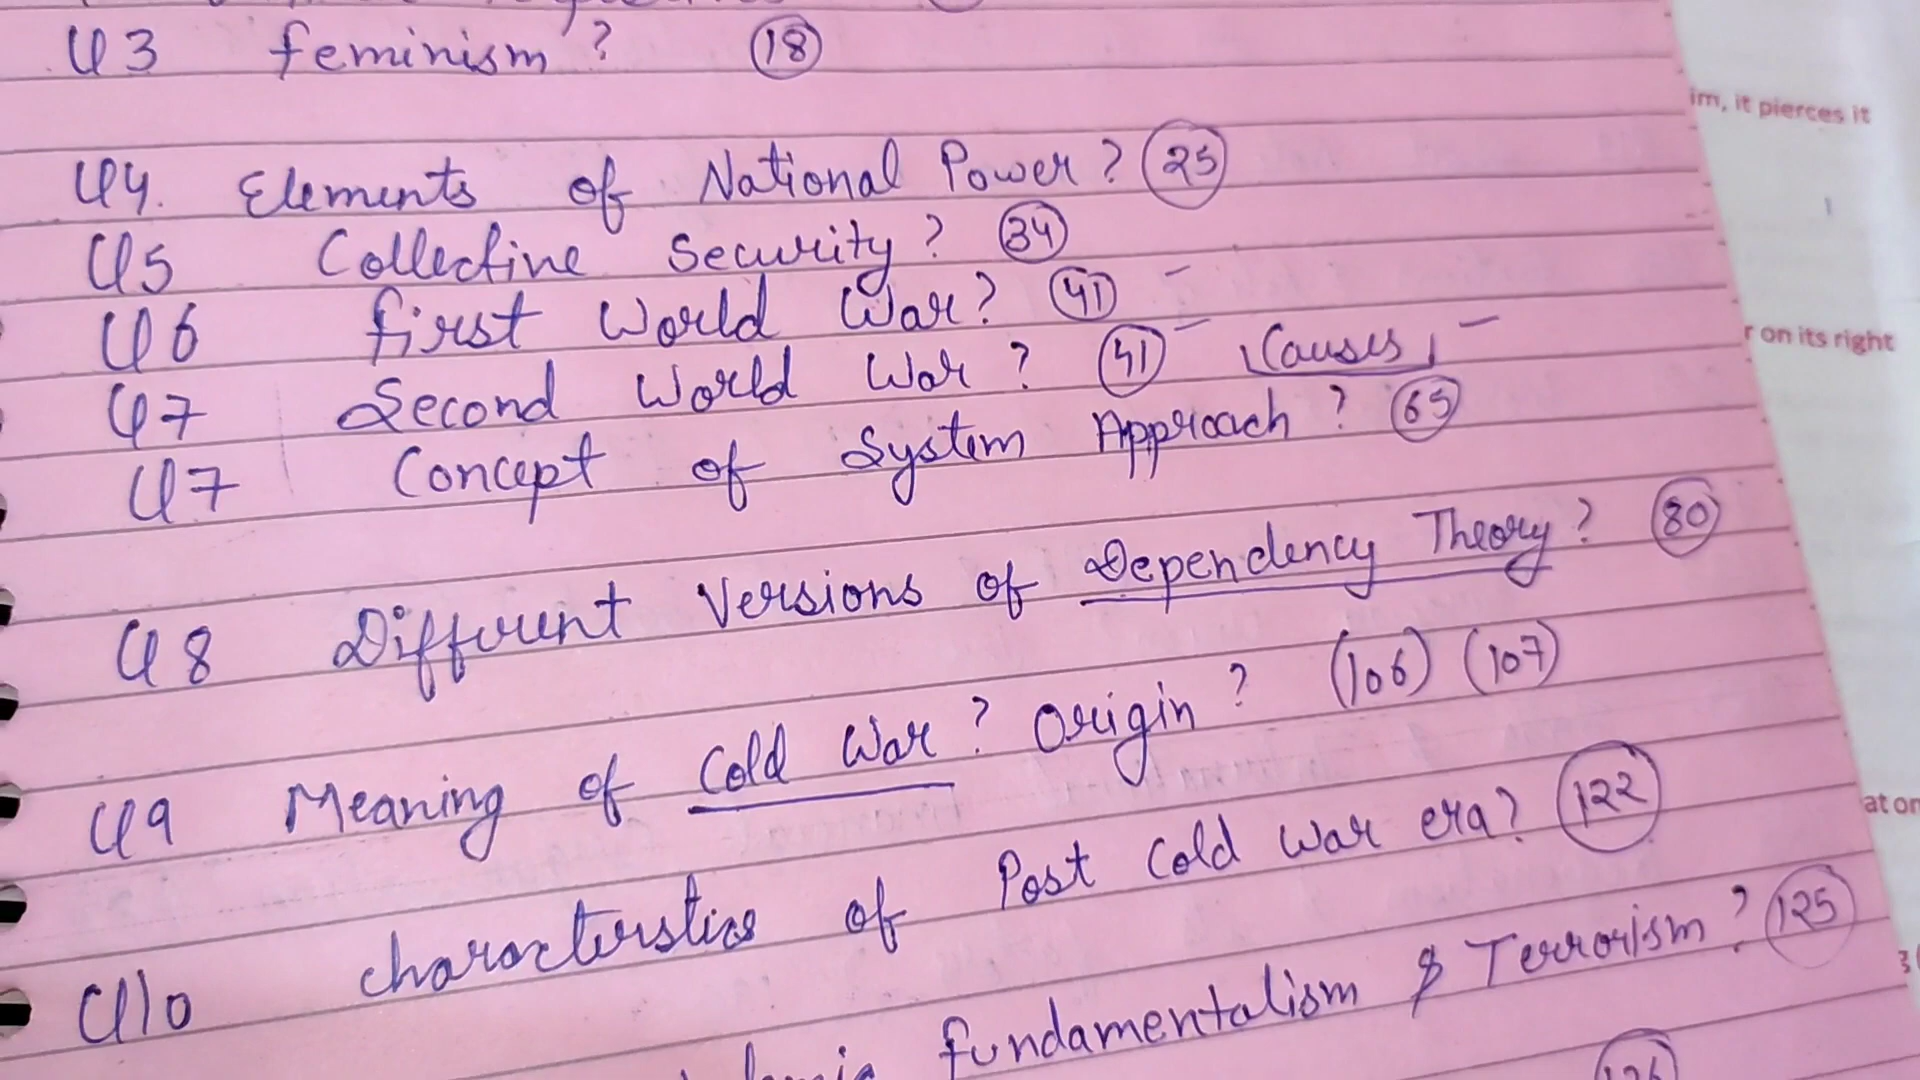 U3 feminism? 18
im, it pierces it
U4. Elements of National Power? 25
U5 Collective Security? 34
U6 first World War? 41 -
r on its right
U7 Second World War? 41 - Causes -
U7 Concept of System Approach? 65
U8 Different Versions of Dependency Theory? 80
U9 Meaning of Cold War? Origin? (106) (107)
at on
U10 characterstics of Post Cold War era? 122
fundamentalism & Terrorism? 125
126